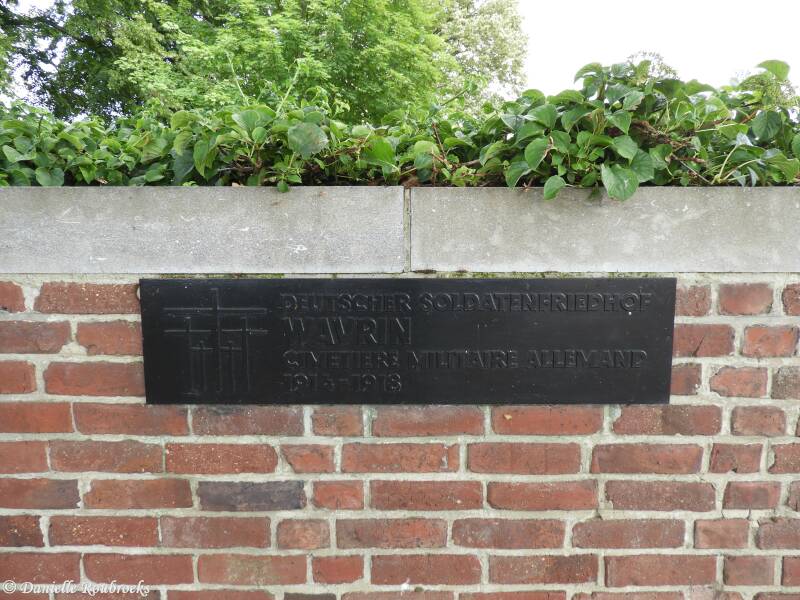 DEUTSCHER SOLDATENFRIEDHOF
WAVRIN
CIMETIERE MILITAIRE ALLEMAND
1914-1918
© Danielle Roubroeks